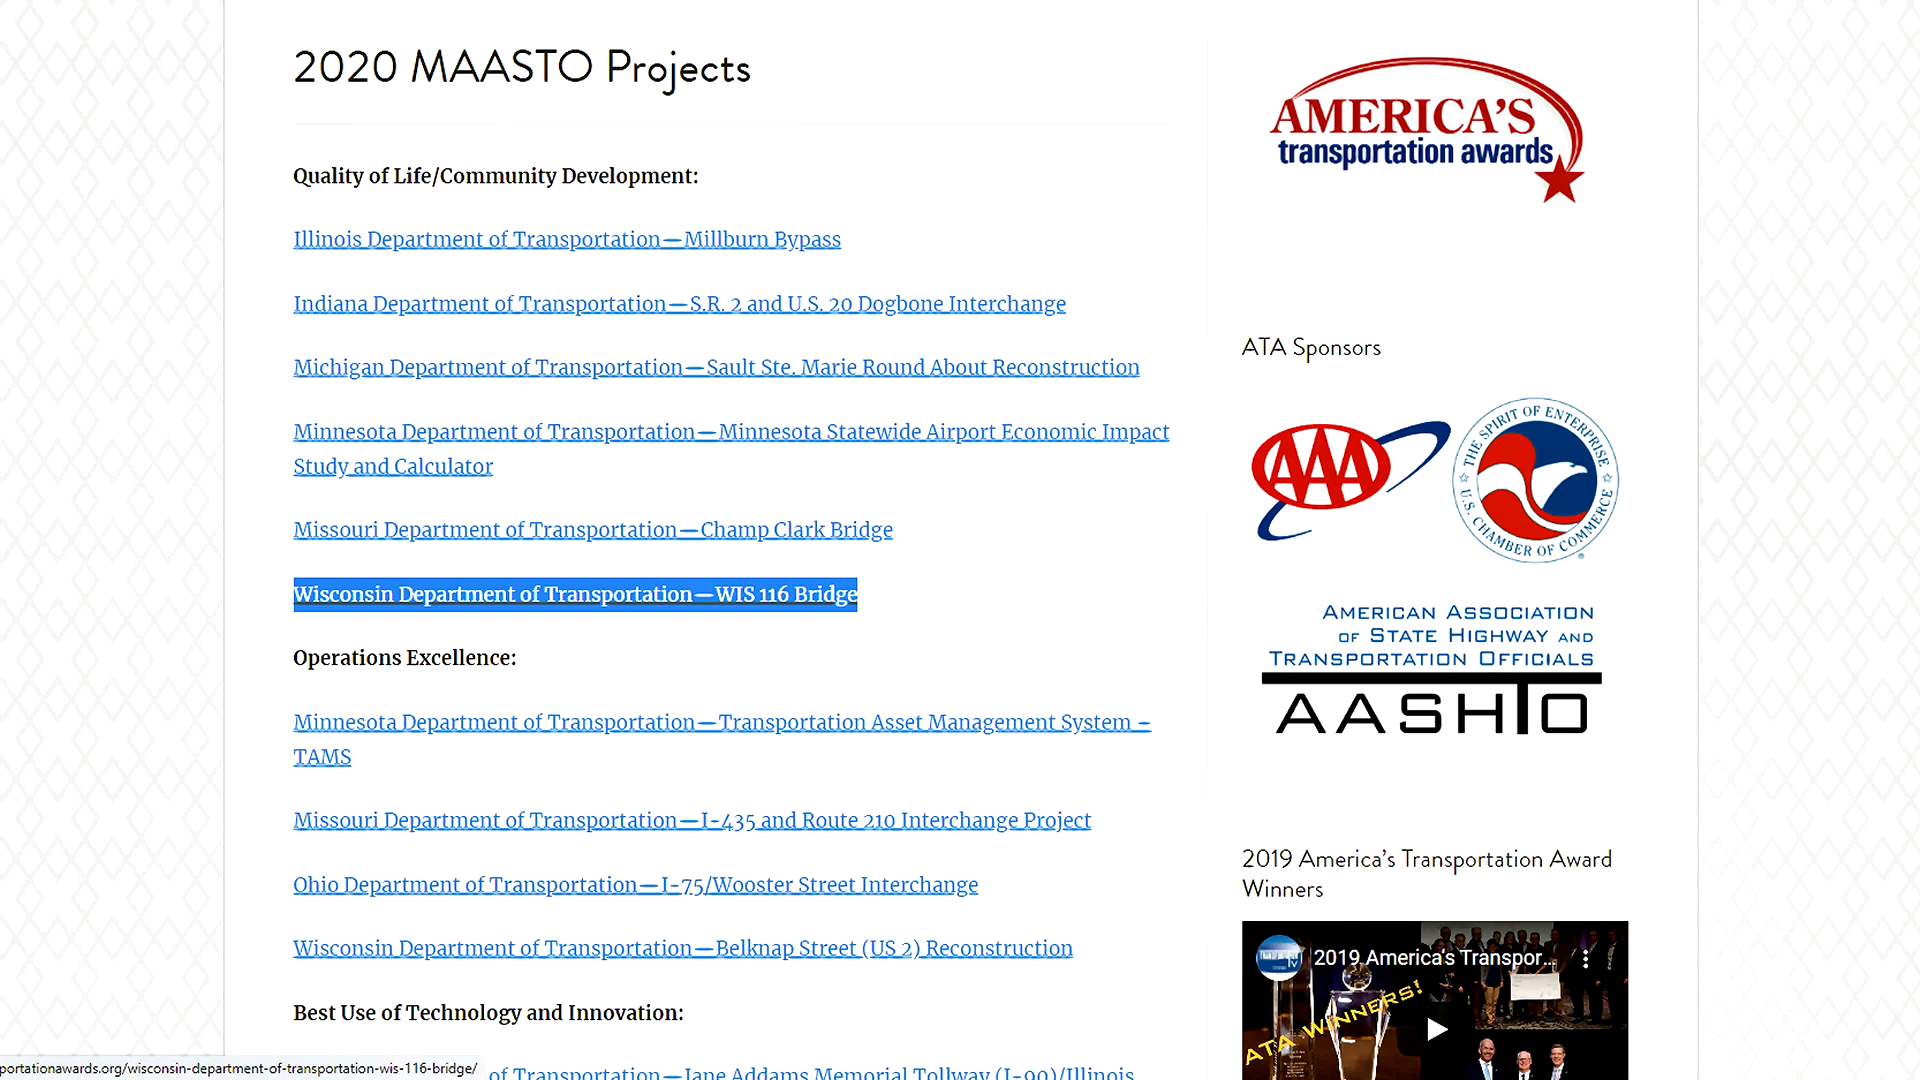 2020 MAASTO Projects
Quality of Life/Community Development:
Illinois Department of Transportation—Millburn Bypass
Indiana Department of Transportation—S.R. 2 and U.S. 20 Dogbone Interchange
Michigan Department of Transportation—Sault Ste. Marie Round About Reconstruction
Minnesota Department of Transportation—Minnesota Statewide Airport Economic Impact
Study and Calculator
Missouri Department of Transportation—Champ Clark Bridge
Wisconsin Department of Transportation—WIS 116 Bridge
Operations Excellence:
Minnesota Department of Transportation—Transportation Asset Management System –
TAMS
Missouri Department of Transportation—I-435 and Route 210 Interchange Project
Ohio Department of Transportation—I-75/Wooster Street Interchange
Wisconsin Department of Transportation—Belknap Street (US 2) Reconstruction
Best Use of Technology and Innovation:
of Transportation—Jane Addams Memorial Tollway (I-90)/Illinois
portationawards.org/wisconsin-department-of-transportation-wis-116-bridge/
AMERICA'S
transportation awards
ATA Sponsors
AAA
THE SPIRIT OF ENTERPRISE
U.S. CHAMBER OF COMMERCE
®
AMERICAN ASSOCIATION
OF STATE HIGHWAY AND
TRANSPORTATION OFFICIALS
AASHTO
2019 America's Transportation Award
Winners
tv
2019 America's Transpor...
ATA WINNERS!